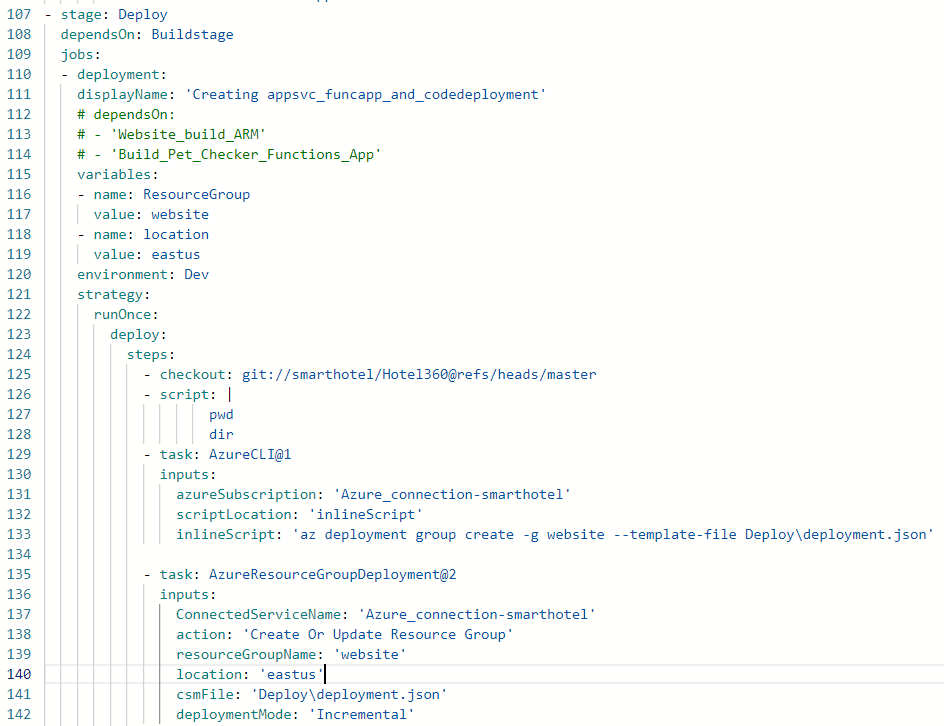 107 - stage: Deploy
108 dependsOn: Buildstage
109 jobs:
110 - deployment:
111 displayName: 'Creating appsvc_funcapp_and_codedeployment'
112 # dependsOn:
113 # - 'Website_build_ARM'
114 # - 'Build_Pet_Checker_Functions_App'
115 variables:
116 - name: ResourceGroup
117 value: website
118 - name: location
119 value: eastus
120 environment: Dev
121 strategy:
122 runOnce:
123 deploy:
124 steps:
125 - checkout: git://smarthotel/Hotel360@refs/heads/master
126 - script: |
127 pwd
128 dir
129 - task: AzureCLI@1
130 inputs:
131 azureSubscription: 'Azure_connection-smarthotel'
132 scriptLocation: 'inlineScript'
133 inlineScript: 'az deployment group create -g website --template-file Deploy\deployment.json'
134
135 - task: AzureResourceGroupDeployment@2
136 inputs:
137 ConnectedServiceName: 'Azure_connection-smarthotel'
138 action: 'Create Or Update Resource Group'
139 resourceGroupName: 'website'
140 location: 'eastus'
141 csmFile: 'Deploy\deployment.json'
142 deploymentMode: 'Incremental'